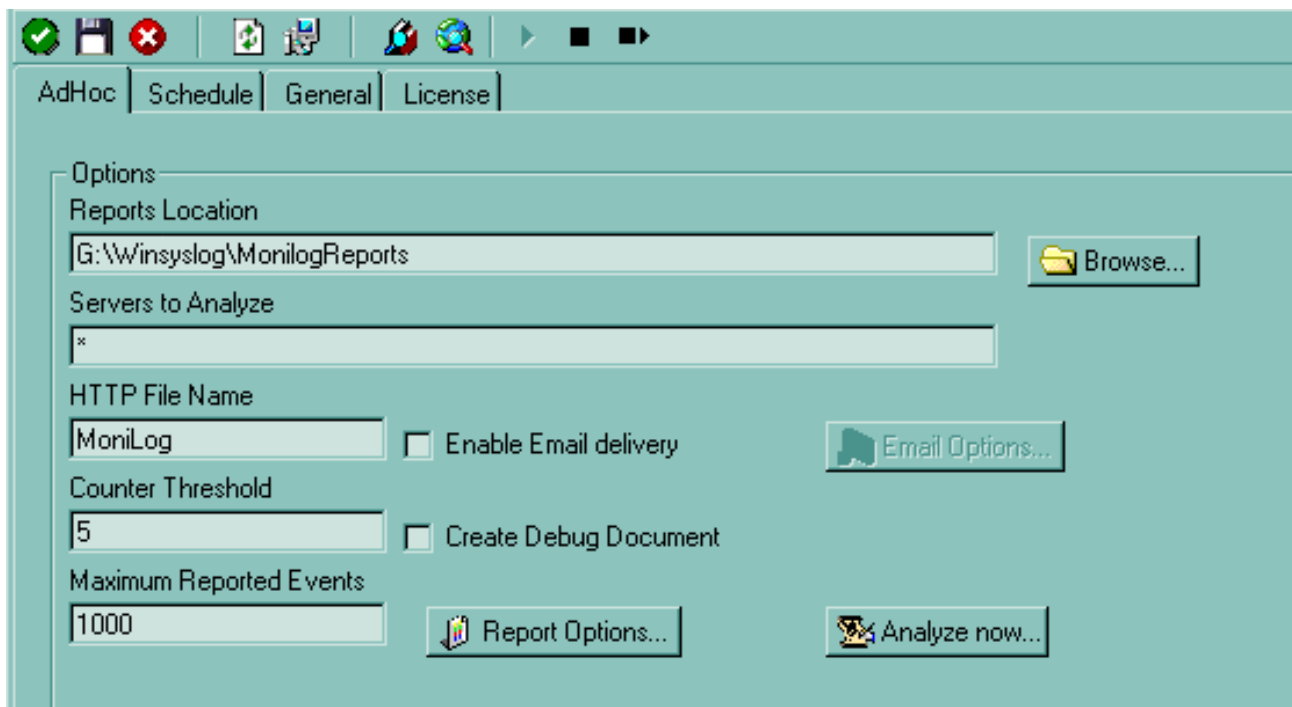 AdHoc Schedule General License
Options
Reports Location
G:\Winsyslog\MonilogReports
Browse...
Servers to Analyze
*
HTTP File Name
MoniLog
Enable Email delivery
Email Options...
Counter Threshold
5
Create Debug Document
Maximum Reported Events
1000
Report Options...
Analyze now...